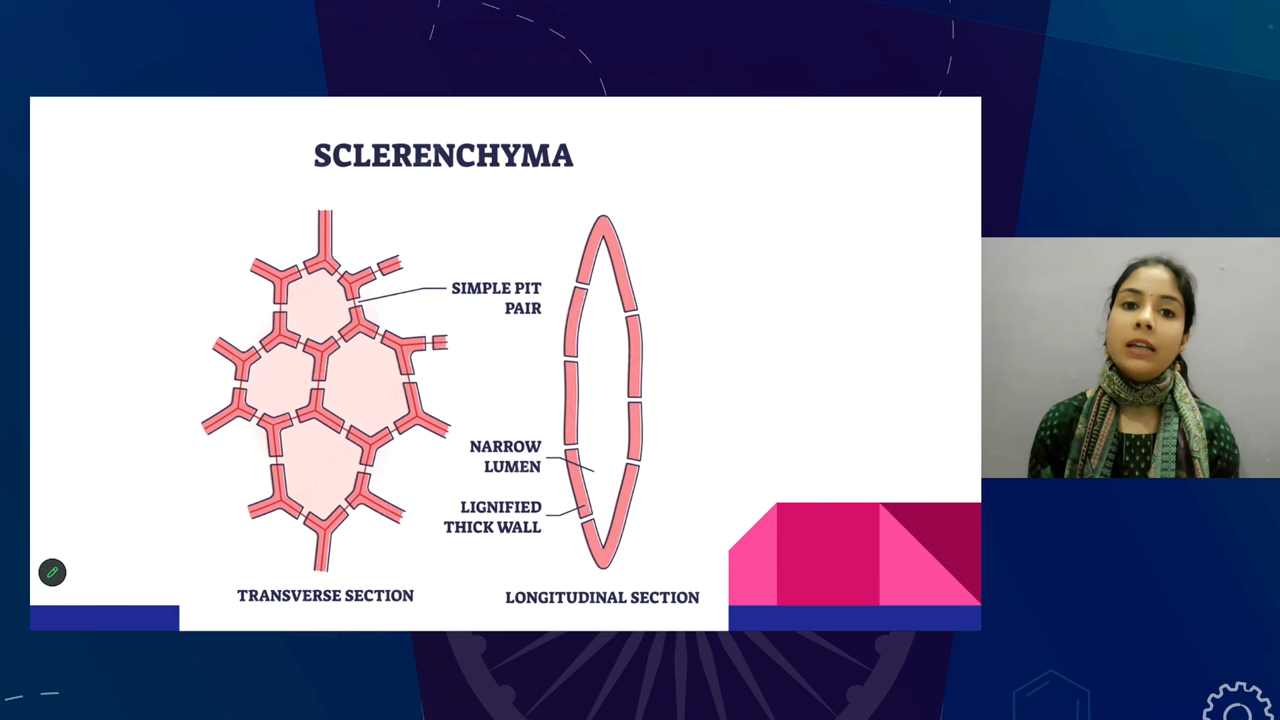 SCLERENCHYMA
SIMPLE PIT
PAIR
NARROW
LUMEN
LIGNIFIED
THICK WALL
TRANSVERSE SECTION
LONGITUDINAL SECTION